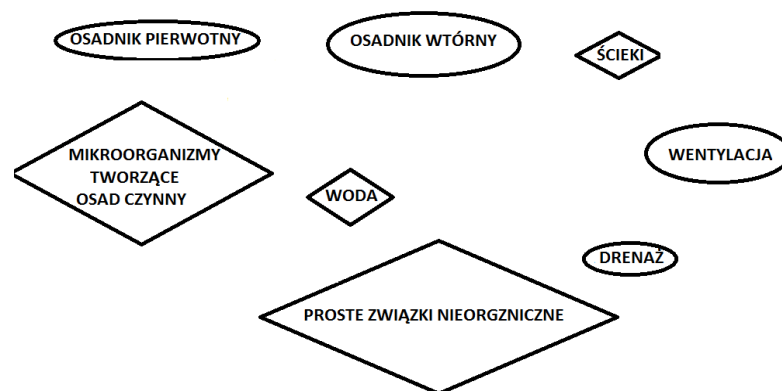 OSADNIK PIERWOTNY
OSADNIK WTÓRNY
ŚCIEKI
MIKROORGANIZMY
TWORZĄCE
OSAD CZYNNY
WENTYLACJA
WODA
DRENAŻ
PROSTE ZWIĄZKI NIEORGZNICZNE